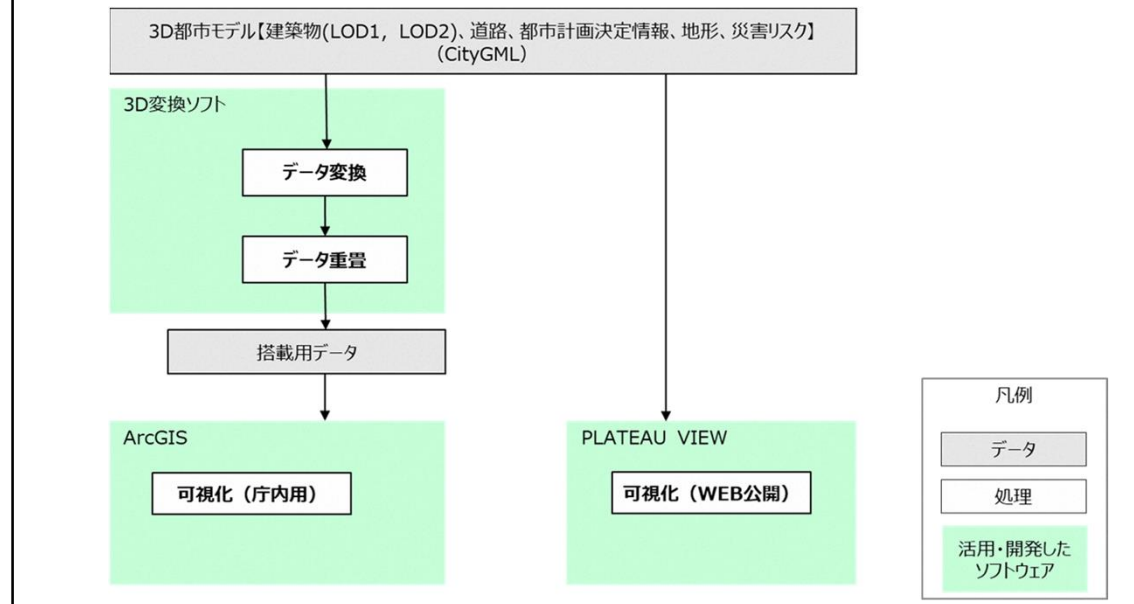 3D都市モデル【建築物(LOD1, LOD2)、道路、都市計画決定情報、地形、災害リスク】
(CityGML)
3D変換ソフト
データ変換
データ重畳
搭載用データ
ArcGIS
可視化（庁内用）
PLATEAU VIEW
可視化（WEB公開）
凡例
データ
処理
活用・開発した
ソフトウェア